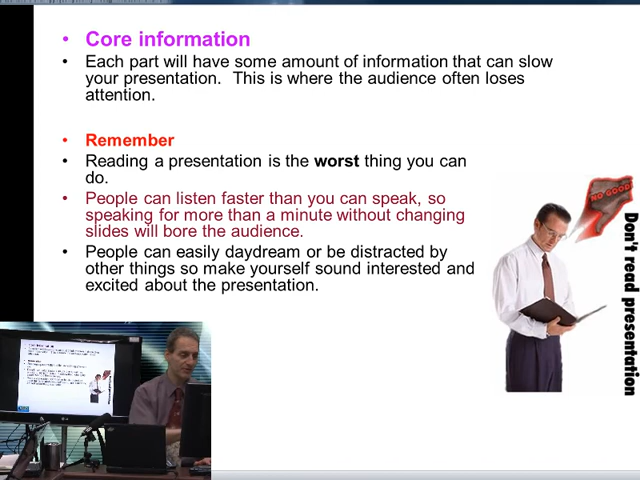 Core information
Each part will have some amount of information that can slow
your presentation.  This is where the audience often loses
attention.
Remember
Reading a presentation is the worst thing you can
do.
People can listen faster than you can speak, so
speaking for more than a minute without changing
slides will bore the audience.
People can easily daydream or be distracted by
other things so make yourself sound interested and
excited about the presentation.
NO GOOD!
Don't read presentation